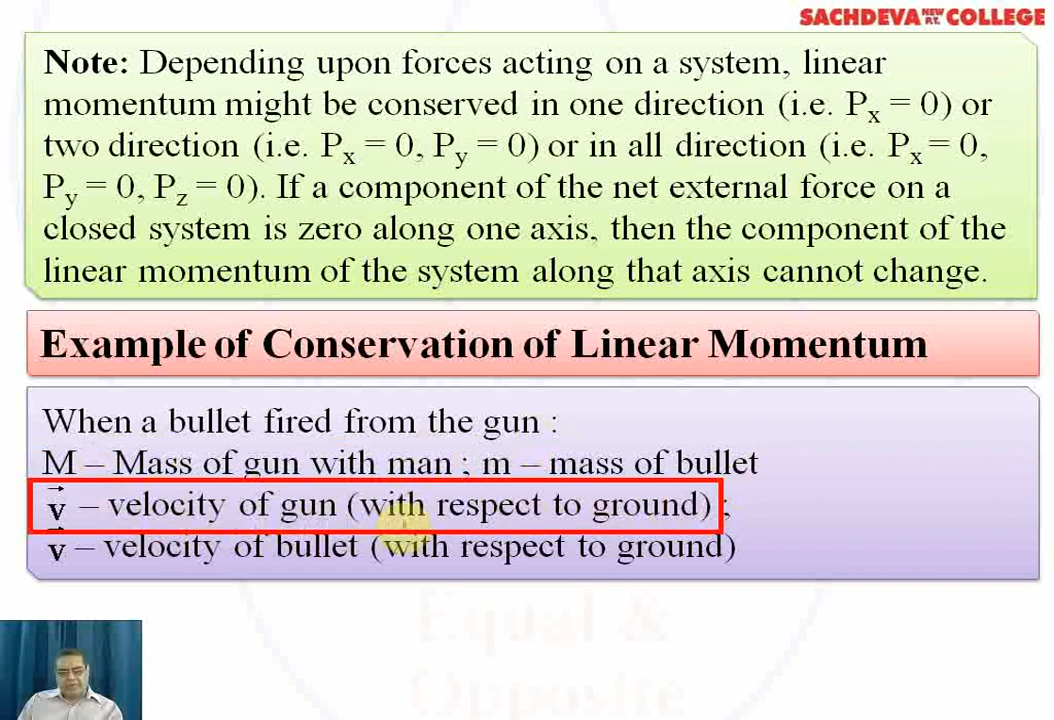 SACHDEVA NEW P.T. COLLEGE
Note: Depending upon forces acting on a system, linear
momentum might be conserved in one direction (i.e. Pₓ = 0) or
two direction (i.e. Pₓ = 0, Pᵧ = 0) or in all direction (i.e. Pₓ = 0,
Pᵧ = 0, P_z = 0). If a component of the net external force on a
closed system is zero along one axis, then the component of the
linear momentum of the system along that axis cannot change.
Example of Conservation of Linear Momentum
When a bullet fired from the gun :
M – Mass of gun with man ; m – mass of bullet
v⃗ – velocity of gun (with respect to ground) ;
v⃗ – velocity of bullet (with respect to ground)
Equal &
Opposite